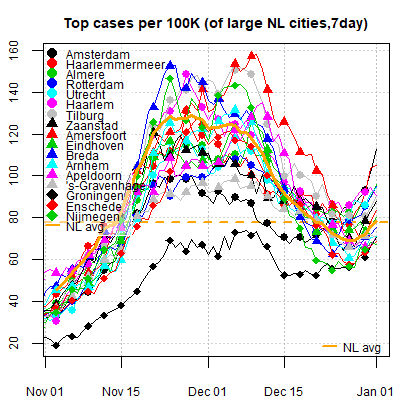 Top cases per 100K (of large NL cities,7day)
160
140
120
100
80
60
40
20
Amsterdam
Haarlemmermeer
Almere
Rotterdam
Utrecht
Haarlem
Tilburg
Zaanstad
Amersfoort
Eindhoven
Breda
Arnhem
Apeldoorn
's-Gravenhage
Groningen
Enschede
Nijmegen
NL avg
NL avg
Nov 01 Nov 15 Dec 01 Dec 15 Jan 01